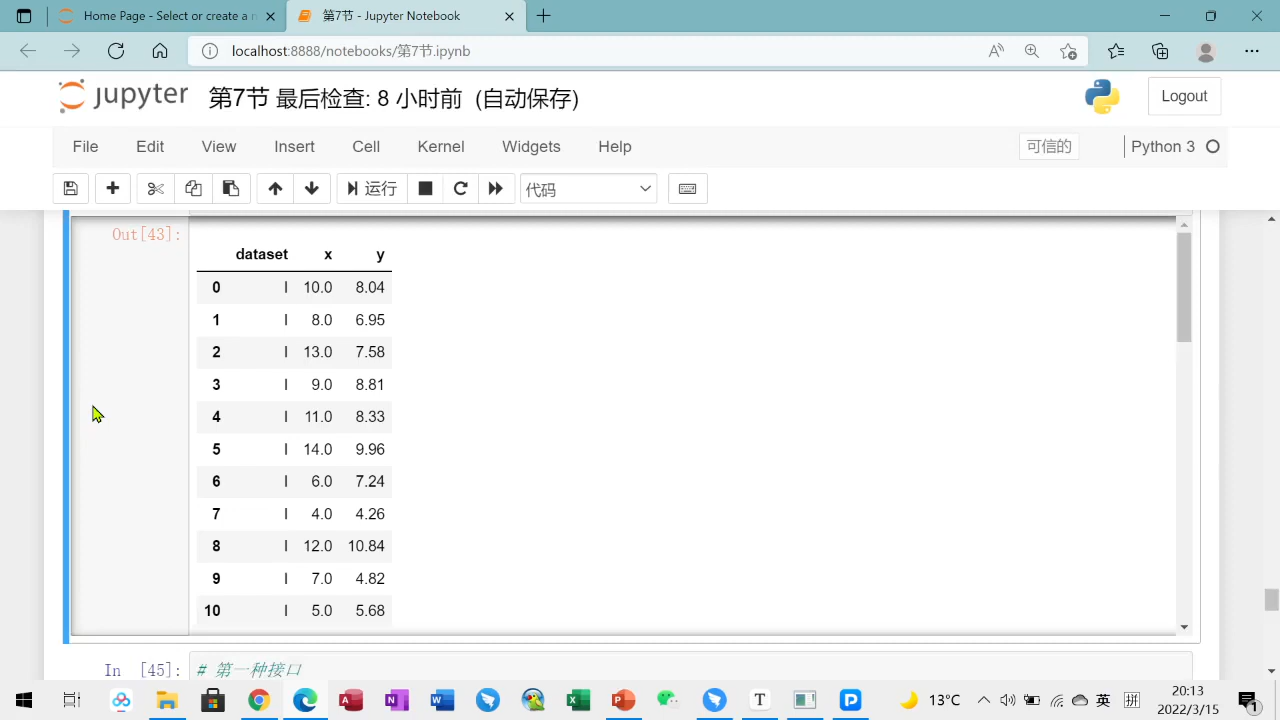 Home Page - Select or create a n
第7节 - Jupyter Notebook
localhost:8888/notebooks/第7节.ipynb
jupyter 第7节 最后检查: 8 小时前 (自动保存)
Logout
File Edit View Insert Cell Kernel Widgets Help 可信的 Python 3
运行 代码
Out[43]:
dataset x y
0 I 10.0 8.04
1 I 8.0 6.95
2 I 13.0 7.58
3 I 9.0 8.81
4 I 11.0 8.33
5 I 14.0 9.96
6 I 6.0 7.24
7 I 4.0 4.26
8 I 12.0 10.84
9 I 7.0 4.82
10 I 5.0 5.68
In [45]: # 第一种接口
13°C 英 拼 20:13
2022/3/15 1